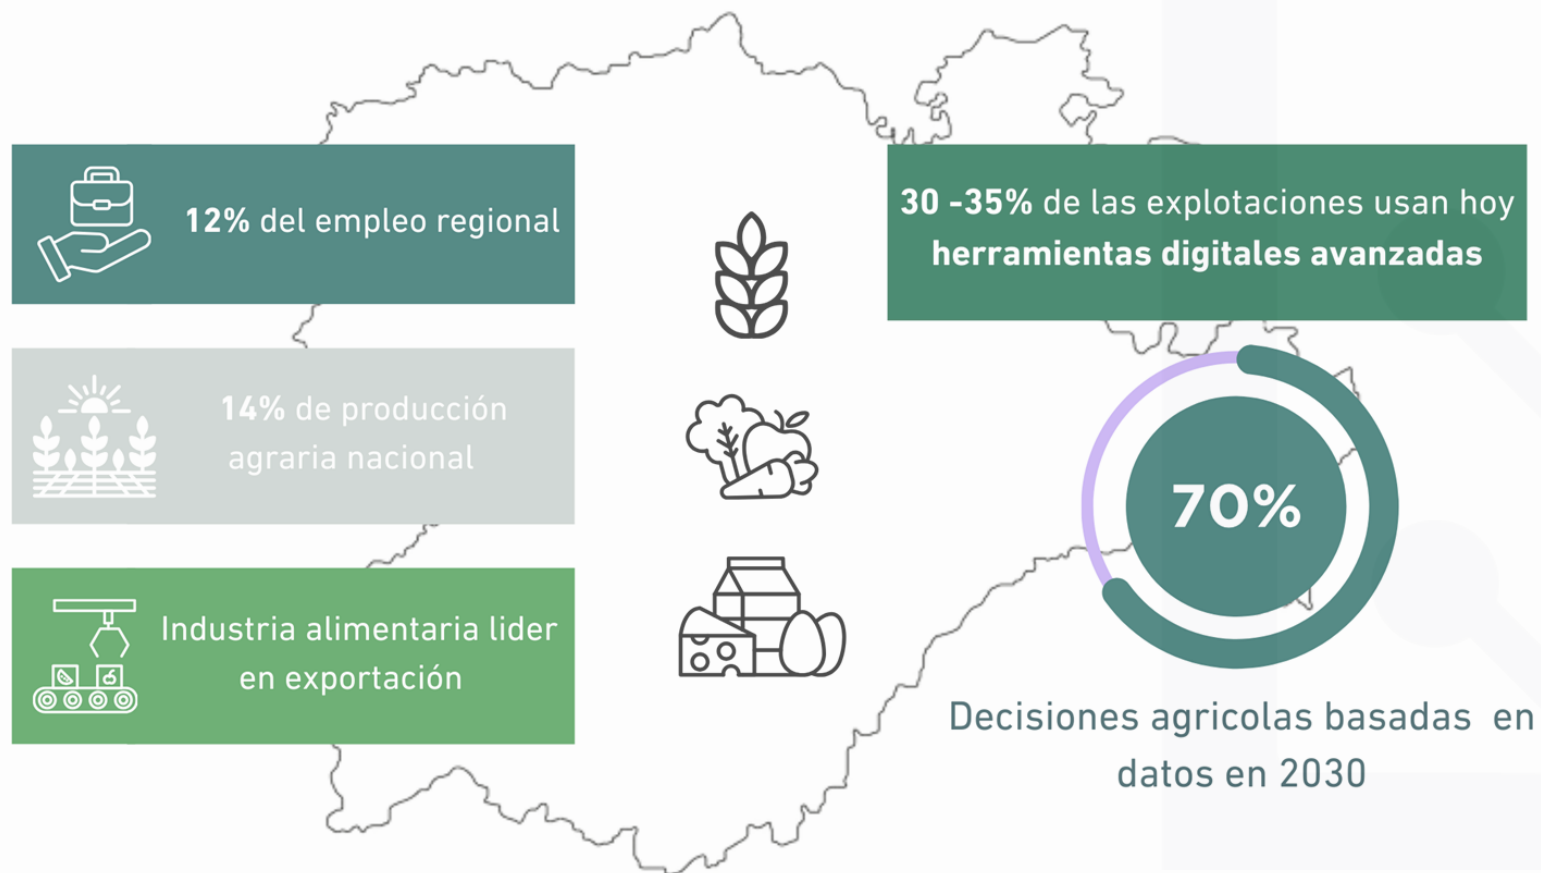 12% del empleo regional
14% de producción
agraria nacional
Industria alimentaria lider
en exportación
30 -35% de las explotaciones usan hoy
herramientas digitales avanzadas
70%
Decisiones agricolas basadas  en
datos en 2030